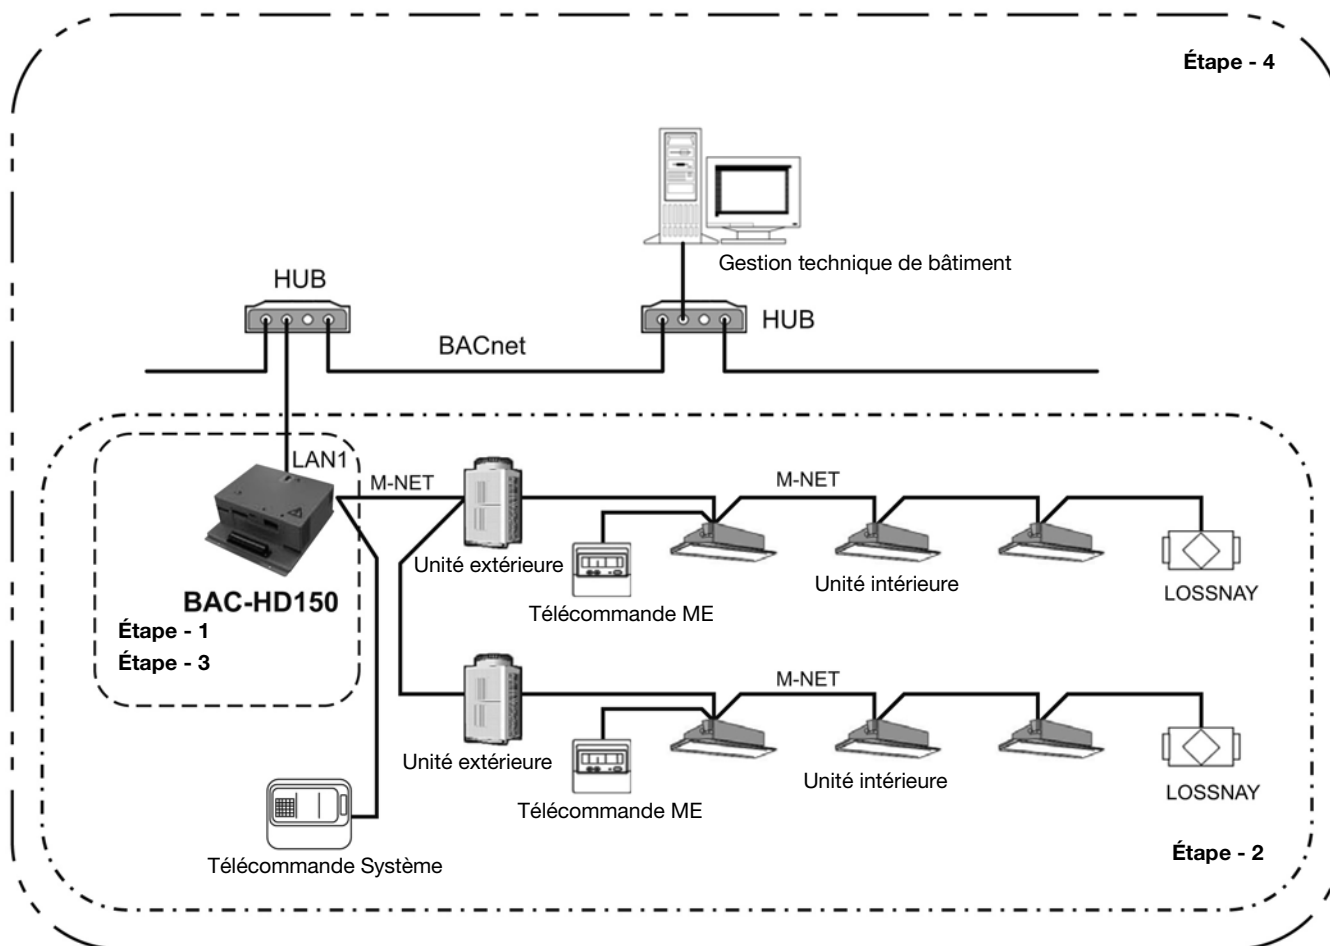 Étape - 4
Gestion technique de bâtiment
HUB
HUB
BACnet
LAN1
M-NET
M-NET
Unité extérieure
Télécommande ME
Unité intérieure
LOSSNAY
BAC-HD150
Étape - 1
Étape - 3
M-NET
Unité extérieure
Télécommande ME
Unité intérieure
LOSSNAY
Télécommande Système
Étape - 2